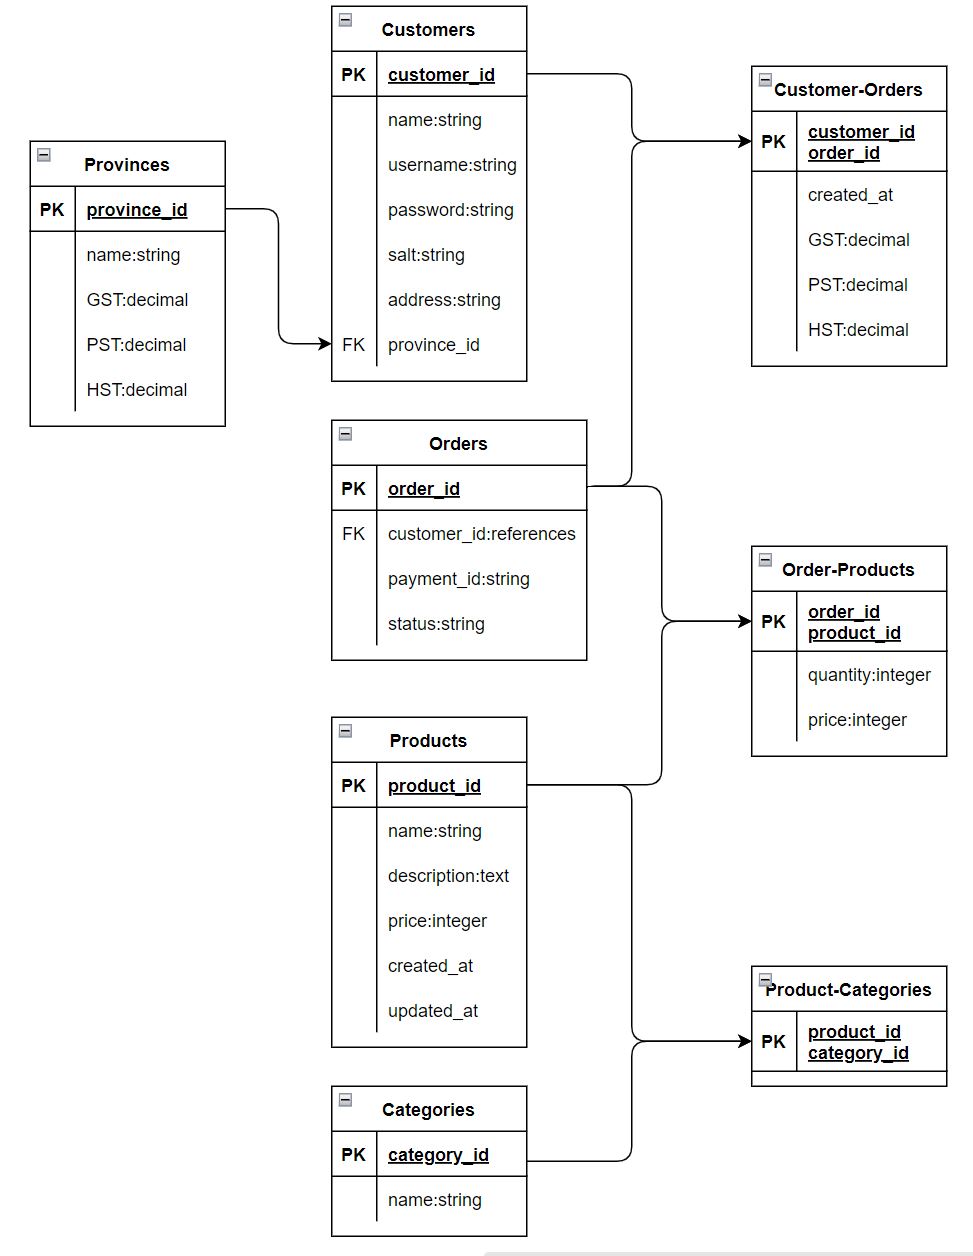 Customers
PK customer_id
name:string
username:string
password:string
salt:string
address:string
FK province_id
Provinces
PK province_id
name:string
GST:decimal
PST:decimal
HST:decimal
Customer-Orders
PK customer_id
order_id
created_at
GST:decimal
PST:decimal
HST:decimal
Orders
PK order_id
FK customer_id:references
payment_id:string
status:string
Order-Products
PK order_id
product_id
quantity:integer
price:integer
Products
PK product_id
name:string
description:text
price:integer
created_at
updated_at
Product-Categories
PK product_id
category_id
Categories
PK category_id
name:string